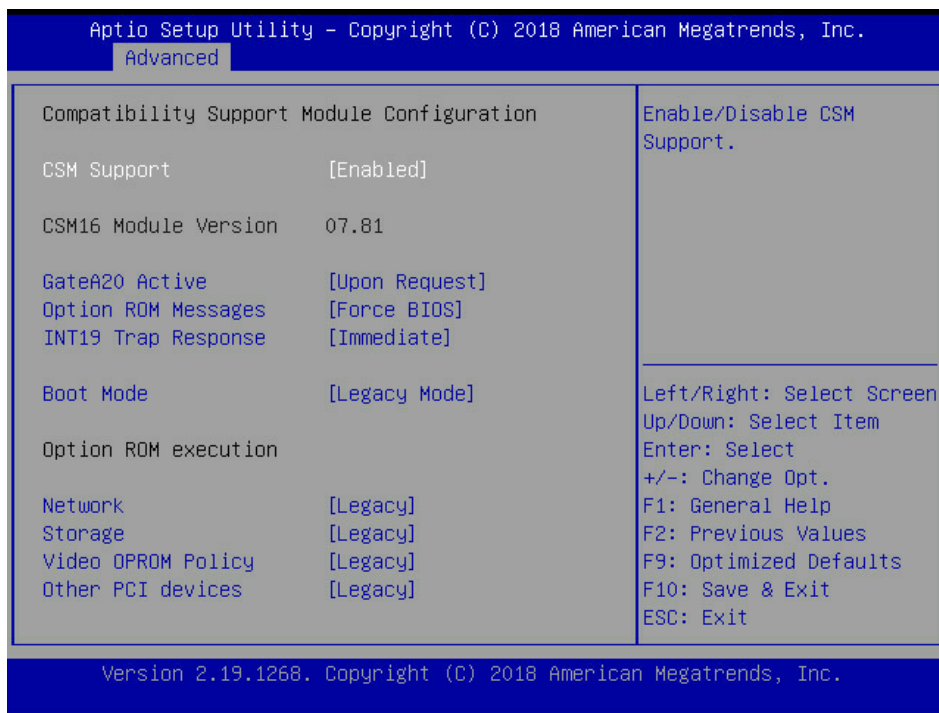 Aptio Setup Utility – Copyright (C) 2018 American Megatrends, Inc.
Advanced
Compatibility Support Module Configuration
CSM Support [Enabled]
CSM16 Module Version 07.81
GateA20 Active [Upon Request]
Option ROM Messages [Force BIOS]
INT19 Trap Response [Immediate]
Boot Mode [Legacy Mode]
Option ROM execution
Network [Legacy]
Storage [Legacy]
Video OPROM Policy [Legacy]
Other PCI devices [Legacy]
Enable/Disable CSM
Support.
Left/Right: Select Screen
Up/Down: Select Item
Enter: Select
+/-: Change Opt.
F1: General Help
F2: Previous Values
F9: Optimized Defaults
F10: Save & Exit
ESC: Exit
Version 2.19.1268. Copyright (C) 2018 American Megatrends, Inc.